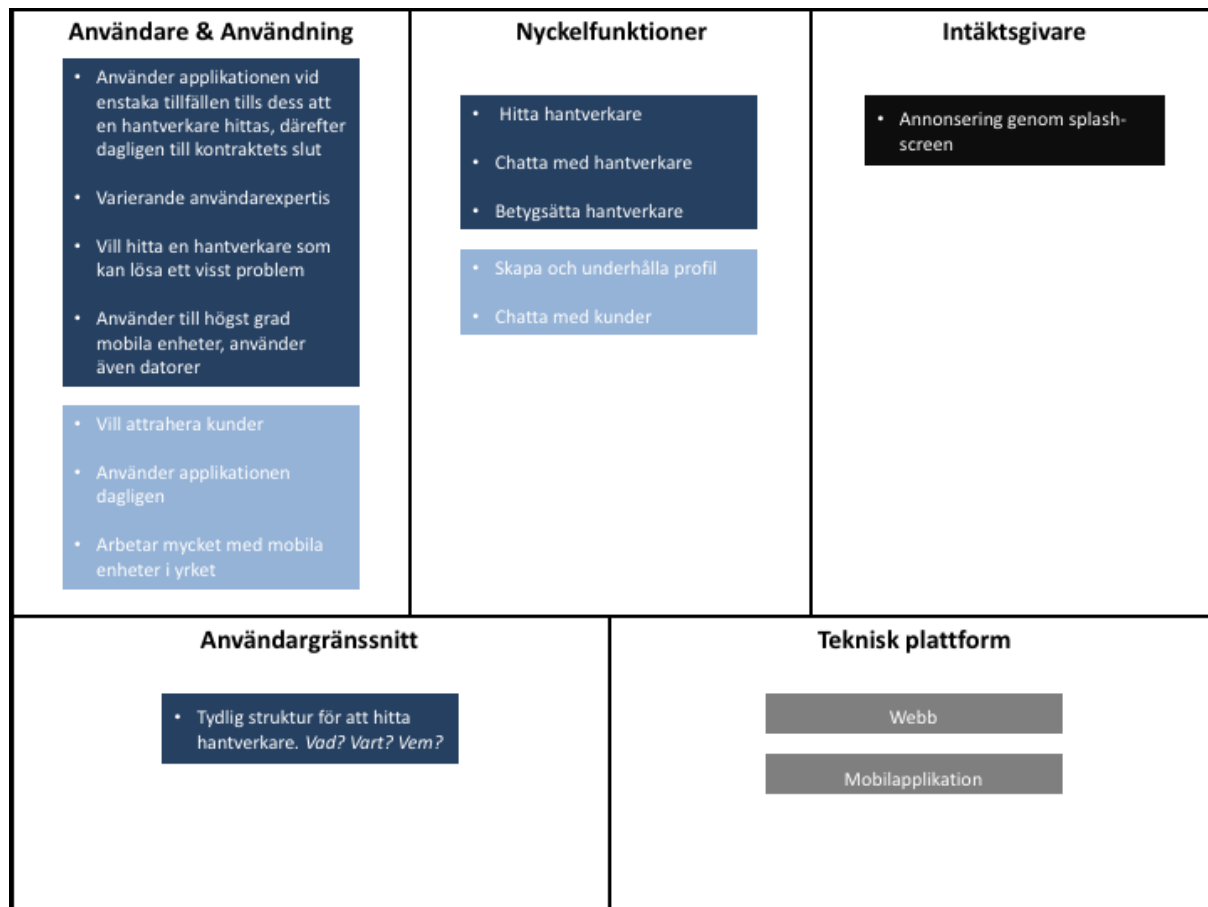 Användare & Användning
• Använder applikationen vid
enstaka tillfällen tills dess att
en hantverkare hittas, därefter
dagligen till kontraktets slut
• Varierande användarexpertis
• Vill hitta en hantverkare som
kan lösa ett visst problem
• Använder till högst grad
mobila enheter, använder
även datorer
• Vill attrahera kunder
• Använder applikationen
dagligen
• Arbetar mycket med mobila
enheter i yrket
Nyckelfunktioner
• Hitta hantverkare
• Chatta med hantverkare
• Betygsätta hantverkare
• Skapa och underhålla profil
• Chatta med kunder
Intäktsgivare
• Annonsering genom splash-
screen
Användargränssnitt
• Tydlig struktur för att hitta
hantverkare. Vad? Vart? Vem?
Teknisk plattform
Webb
Mobilapplikation